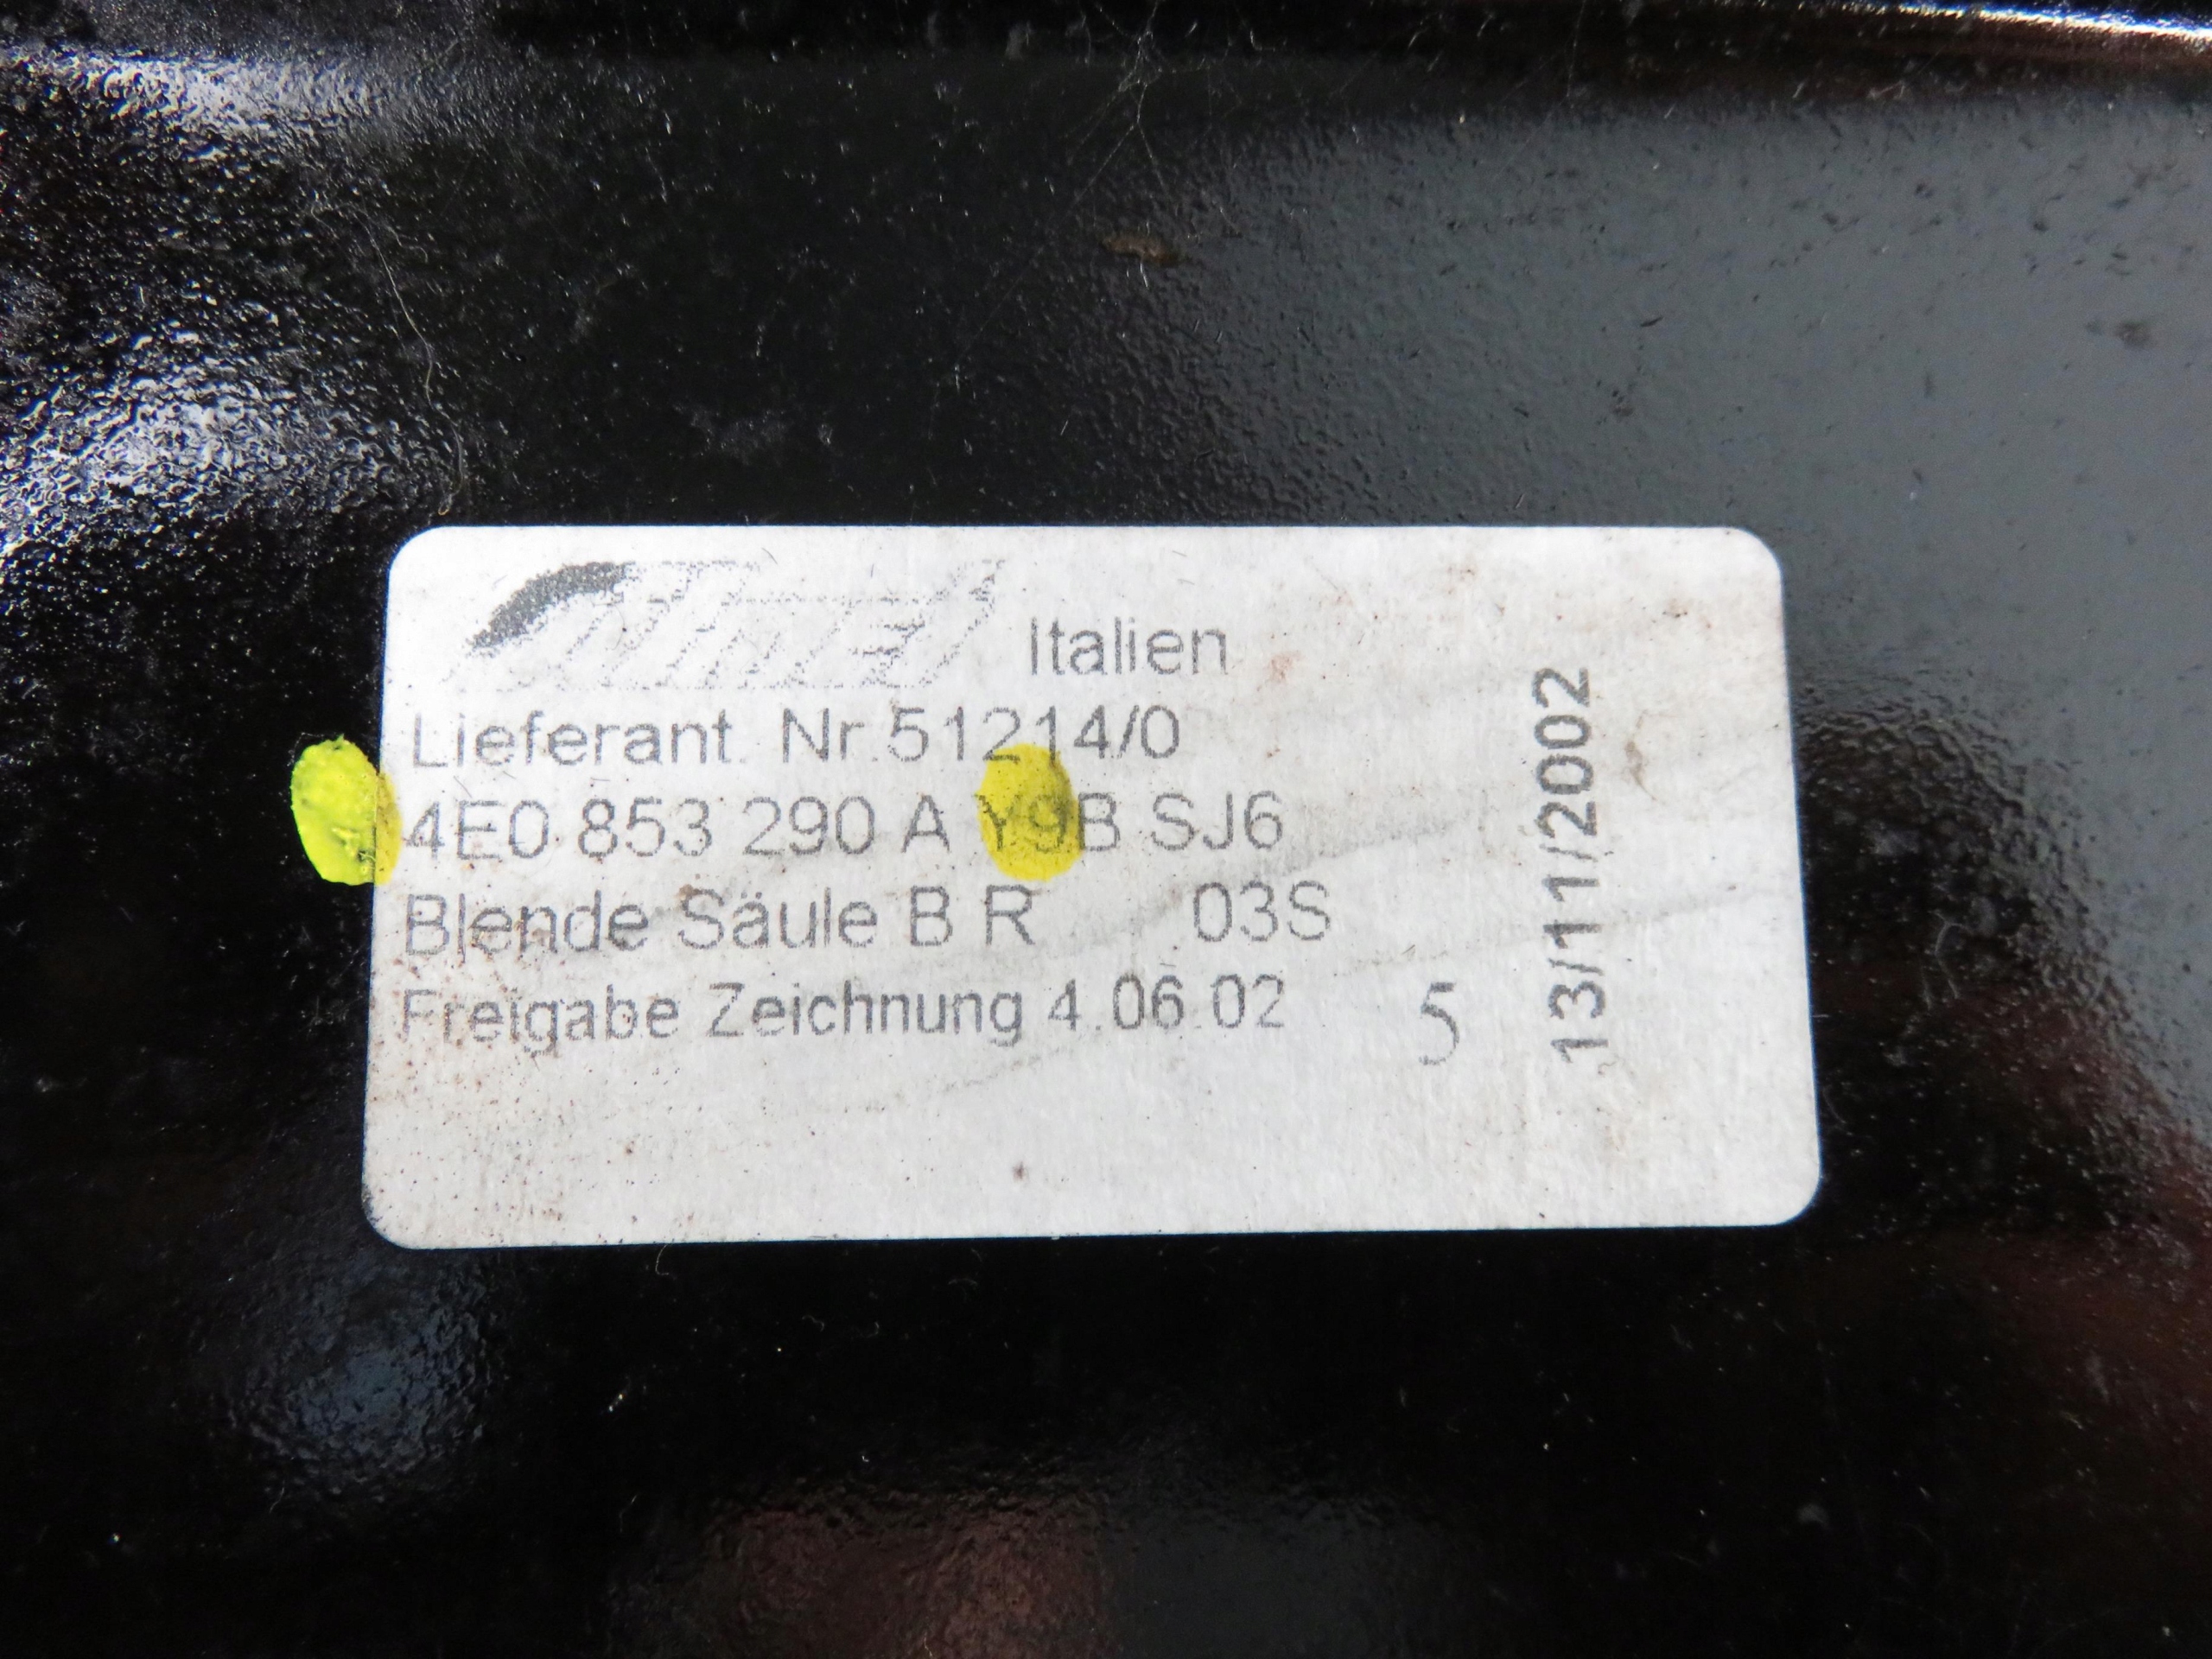 Italien
Lieferant. Nr.51214/0
4E0 853 290 A Y9B SJ6
Blende Säule B R 03S
Freigabe Zeichnung 4.06.02
5
13/11/2002